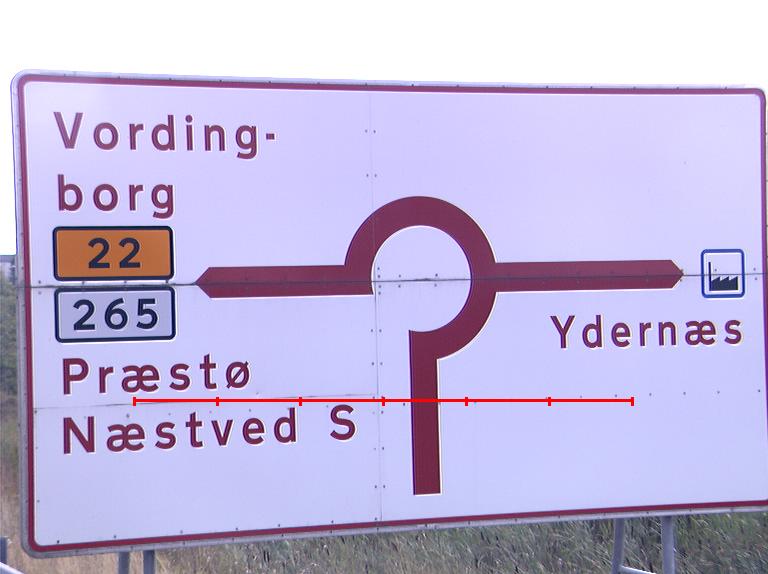 Vording-
borg
22
265
Præstø
Næstved S
Ydernæs